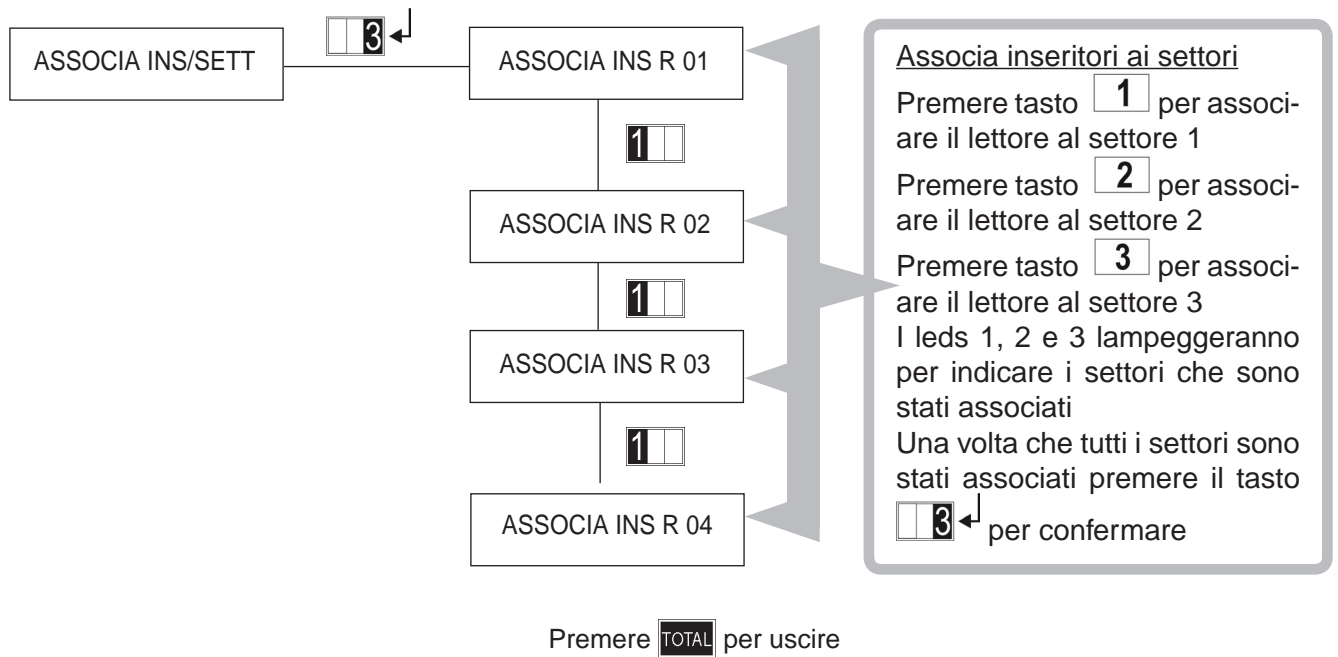 3
ASSOCIA INS/SETT
ASSOCIA INS R 01
1
ASSOCIA INS R 02
1
ASSOCIA INS R 03
1
ASSOCIA INS R 04
Associa inseritori ai settori
Premere tasto 1 per associ-
are il lettore al settore 1
Premere tasto 2 per associ-
are il lettore al settore 2
Premere tasto 3 per associ-
are il lettore al settore 3
I leds 1, 2 e 3 lampeggeranno
per indicare i settori che sono
stati associati
Una volta che tutti i settori sono
stati associati premere il tasto
3 per confermare
Premere TOTAL per uscire